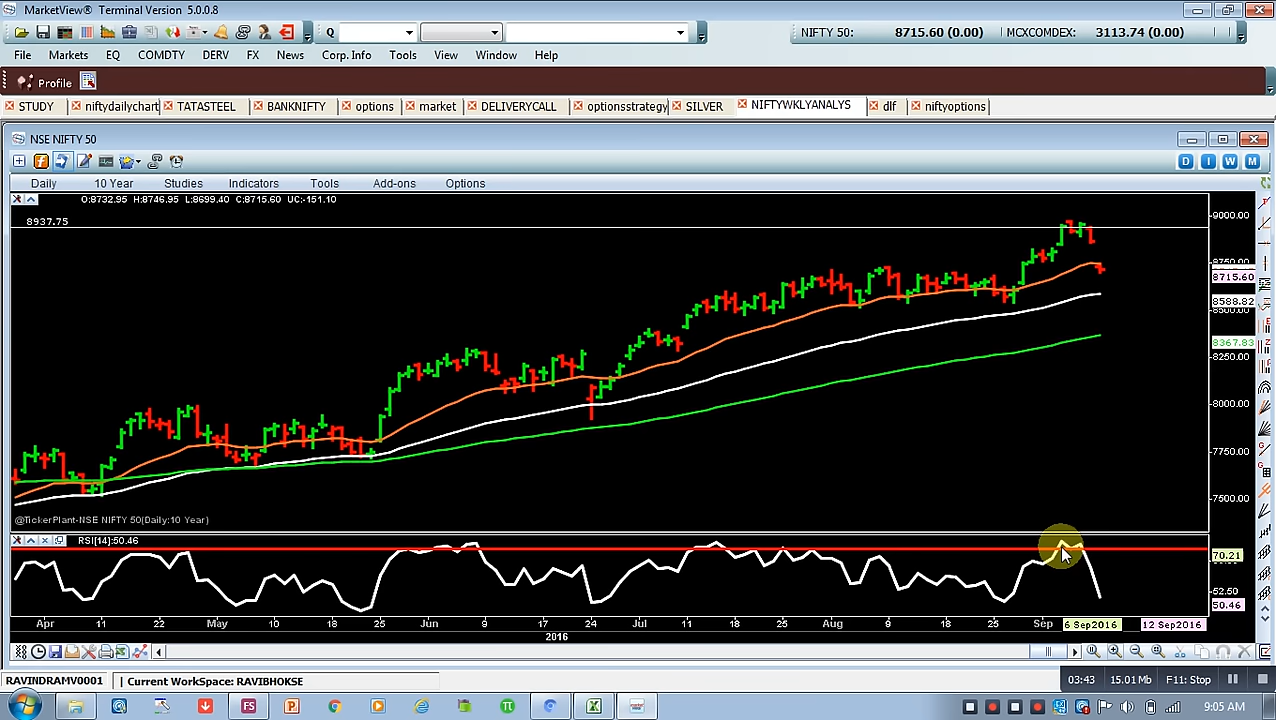 MarketView® Terminal Version 5.0.0.8
Q NIFTY 50: 8715.60 (0.00) MCXCOMDEX: 3113.74 (0.00)
File Markets EQ COMTDTY DERV FX News Corp. Info Tools View Window Help
Profile
STUDY niftydailychart TATASTEEL BANKNIFTY options market DELIVERYCALL optionsstrategy SILVER NIFTYWKLYANALYS dlf niftyoptions
NSE NIFTY 50
D I W M
Daily 10 Year Studies Indicators Tools Add-ons Options
O:8732.95 H:8746.95 L:8699.40 C:8715.60 UC:-151.10
9000.00
8937.75
8715.60
8588.82
8367.83
8250.00
8000.00
7750.00
7500.00
@TickerPlant-NSE NIFTY 50(Daily:10 Year)
RSI[14]:50.46
70.21
52.50
50.46
Apr 11 22 May 10 18 Jun 9 17 24 Jul 11 18 25 Aug 9 18 25 Sep 6 Sep2016 12 Sep2016
2016
RAVINDRAMV0001 | Current WorkSpace: RAVIBHOKSE
03:43 15.01 Mb F11: Stop
FS P π
9:05 AM